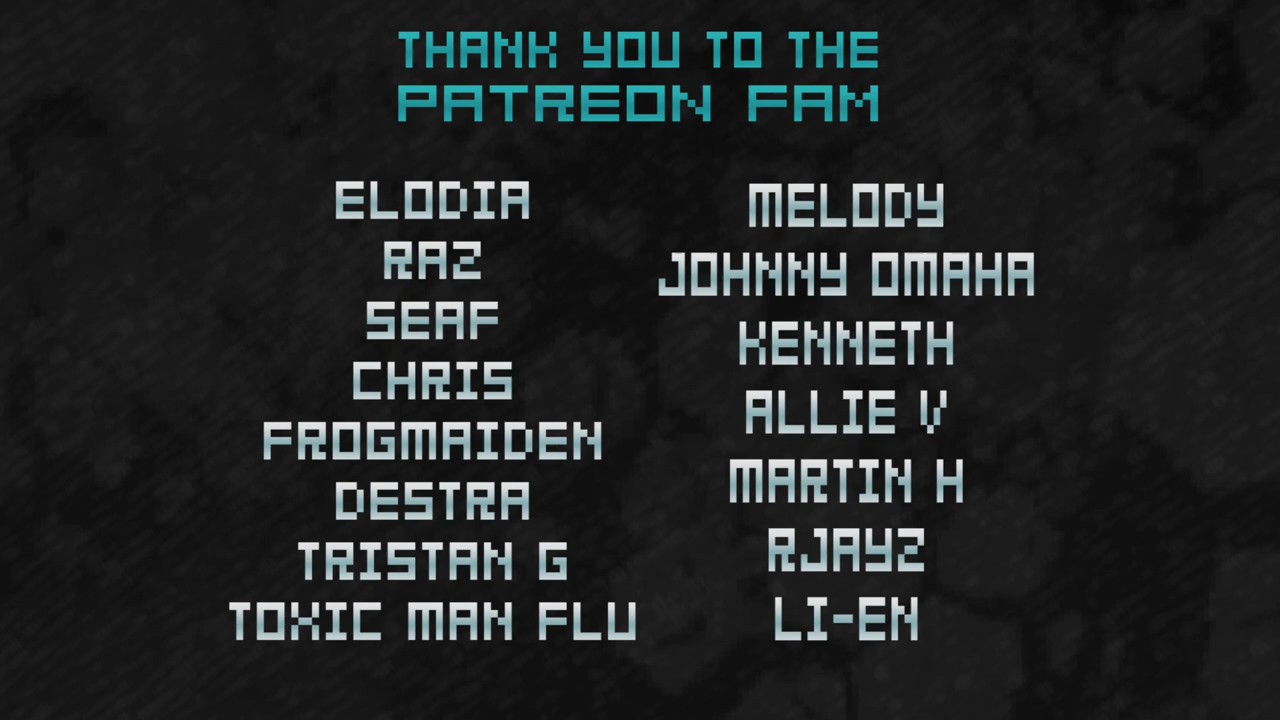 THANK YOU TO THE
PATREON FAM
ELODIA
RAZ
SEAF
CHRIS
FROGMAIDEN
DESTRA
TRISTAN G
TOXIC MAN FLU
MELODY
JOHNNY OMAHA
KENNETH
ALLIE V
MARTIN H
RJAYZ
LI-EN